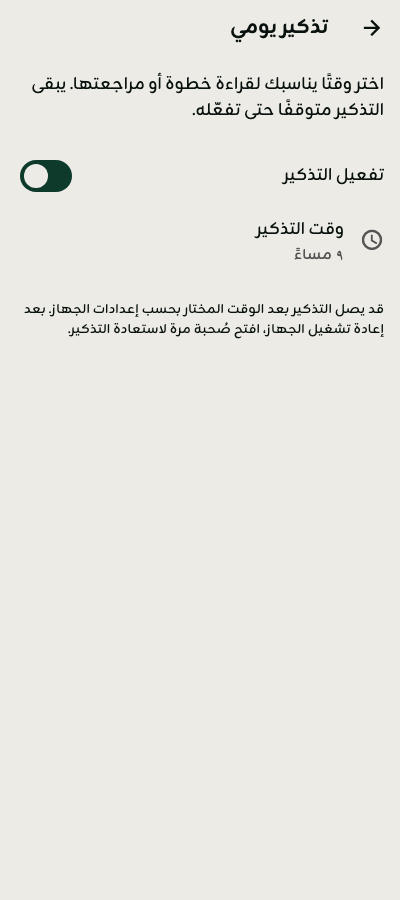 تذكير يومي
اختر وقتًا يناسبك لقراءة خطوة أو مراجعتها. يبقى
التذكير متوقفًا حتى تفعّله.
تفعيل التذكير
وقت التذكير
٩ مساءً
قد يصل التذكير بعد الوقت المختار بحسب إعدادات الجهاز. بعد
إعادة تشغيل الجهاز، افتح صُحبة مرة لاستعادة التذكير.